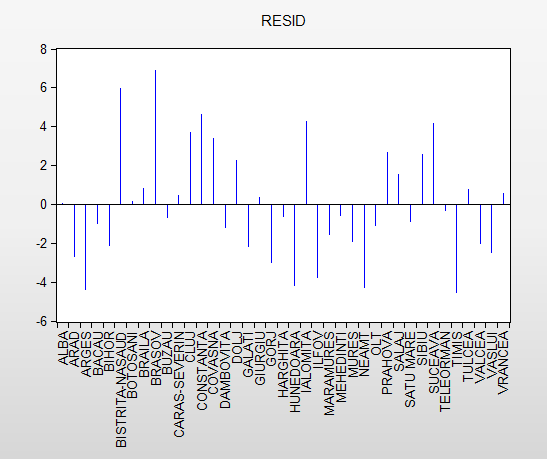 RESID
8
6
4
2
0
-2
-4
-6
ALBA
ARAD
ARGES
BACAU
BIHOR
BISTRITA-NASAUD
BOTOSANI
BRAILA
BRASOV
BUZAU
CARAS-SEVERIN
CLUJ
CONSTANTA
COVASNA
DAMBOVITA
DOLJ
GALATI
GIURGIU
GORJ
HARGHITA
HUNEDOARA
IALOMITA
ILFOV
MARAMURES
MEHEDINTI
MURES
NEAMT
OLT
PRAHOVA
SALAJ
SATU MARE
SIBIU
SUCEAVA
TELEORMAN
TIMIS
TULCEA
VALCEA
VASLUI
VRANCEA